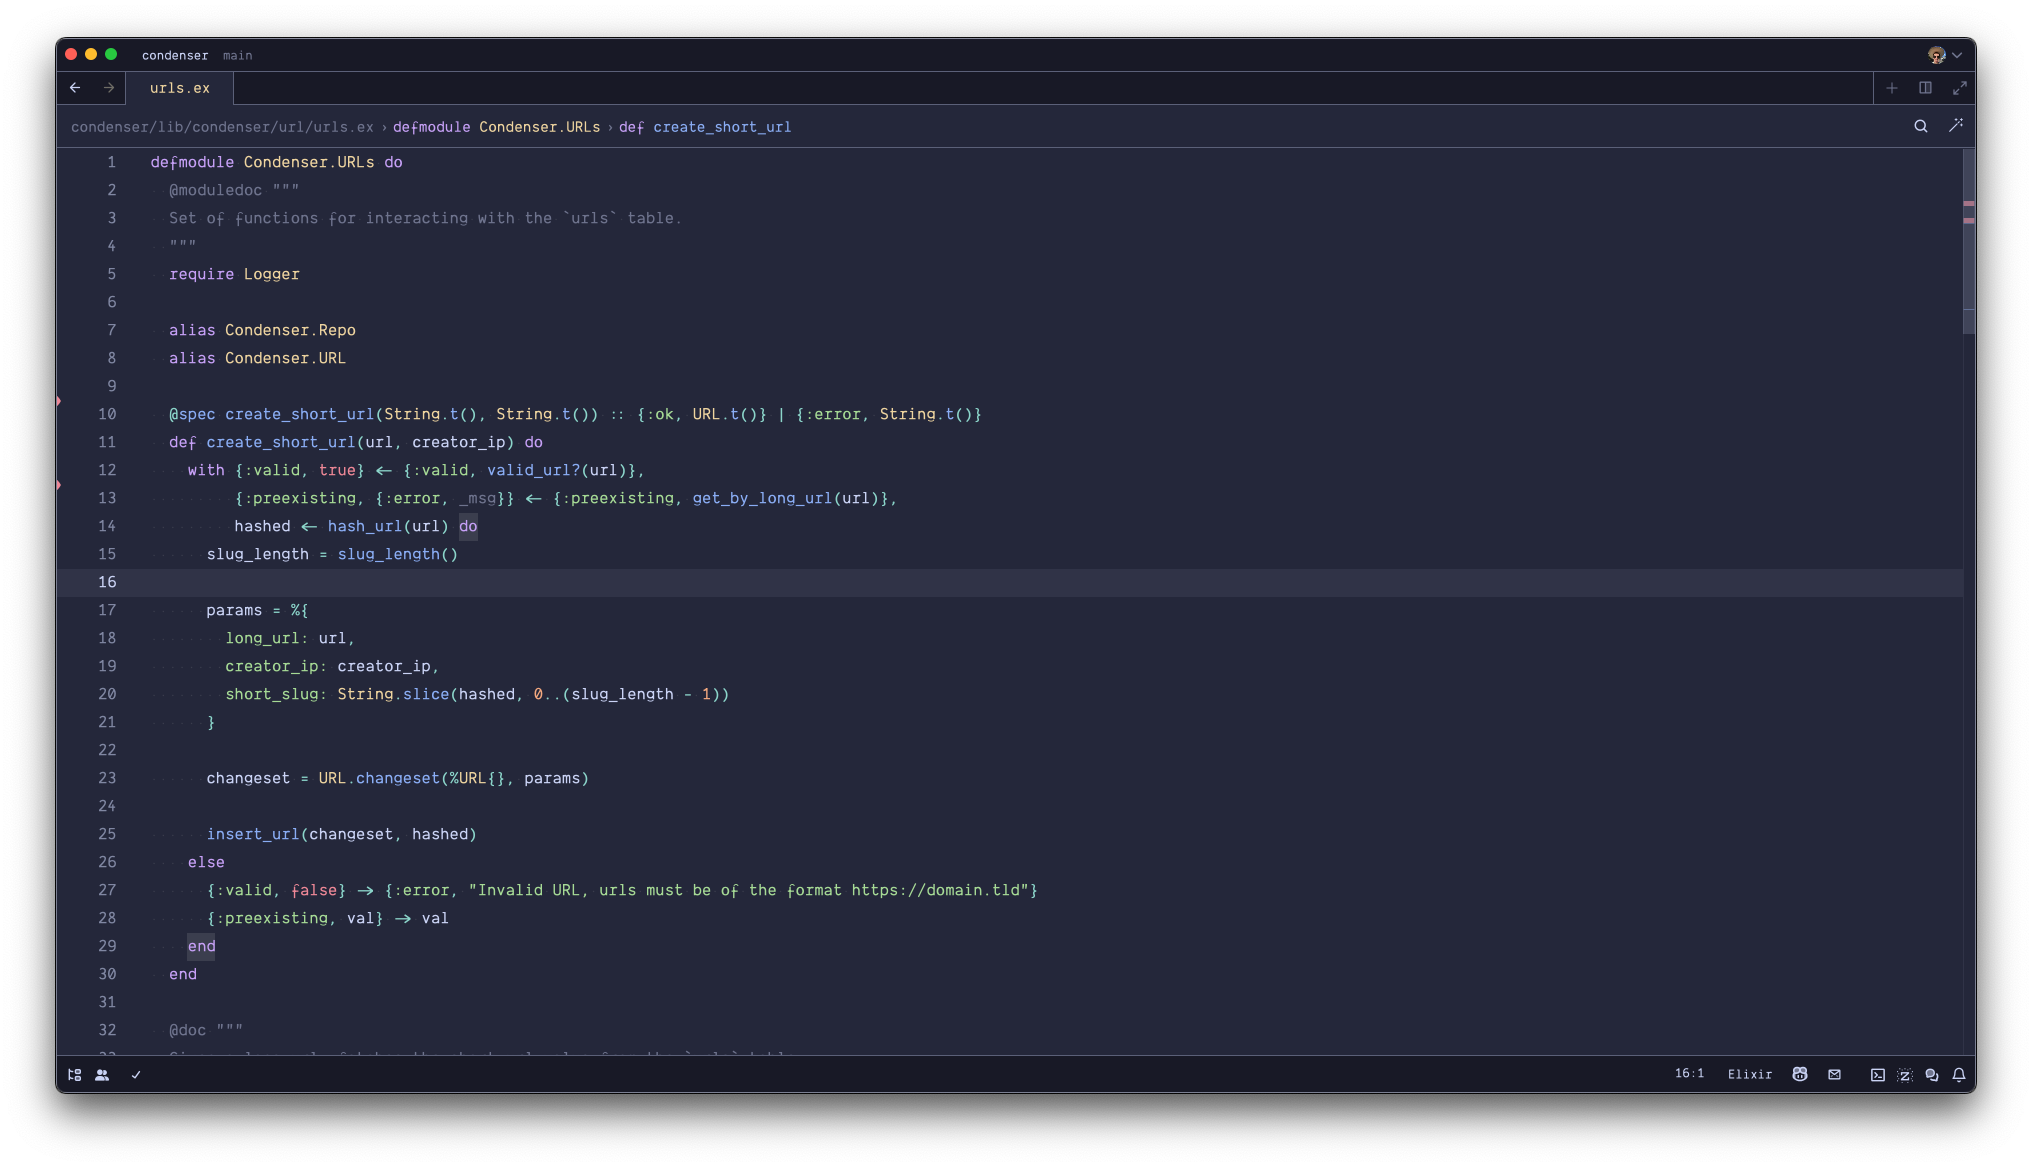 condenser main
urls.ex
condenser/lib/condenser/url/urls.ex › defmodule Condenser.URLs › def create_short_url
1 defmodule Condenser.URLs do
2 @moduledoc """
3 Set of functions for interacting with the `urls` table.
4 """
5 require Logger
6
7 alias Condenser.Repo
8 alias Condenser.URL
9
10 @spec create_short_url(String.t(), String.t()) :: {:ok, URL.t()} | {:error, String.t()}
11 def create_short_url(url, creator_ip) do
12 with {:valid, true} <- {:valid, valid_url?(url)},
13 {:preexisting, {:error, _msg}} <- {:preexisting, get_by_long_url(url)},
14 hashed <- hash_url(url) do
15 slug_length = slug_length()
16
17 params = %{
18 long_url: url,
19 creator_ip: creator_ip,
20 short_slug: String.slice(hashed, 0..(slug_length - 1))
21 }
22
23 changeset = URL.changeset(%URL{}, params)
24
25 insert_url(changeset, hashed)
26 else
27 {:valid, false} -> {:error, "Invalid URL, urls must be of the format https://domain.tld"}
28 {:preexisting, val} -> val
29 end
30 end
31
32 @doc """
16:1 Elixir